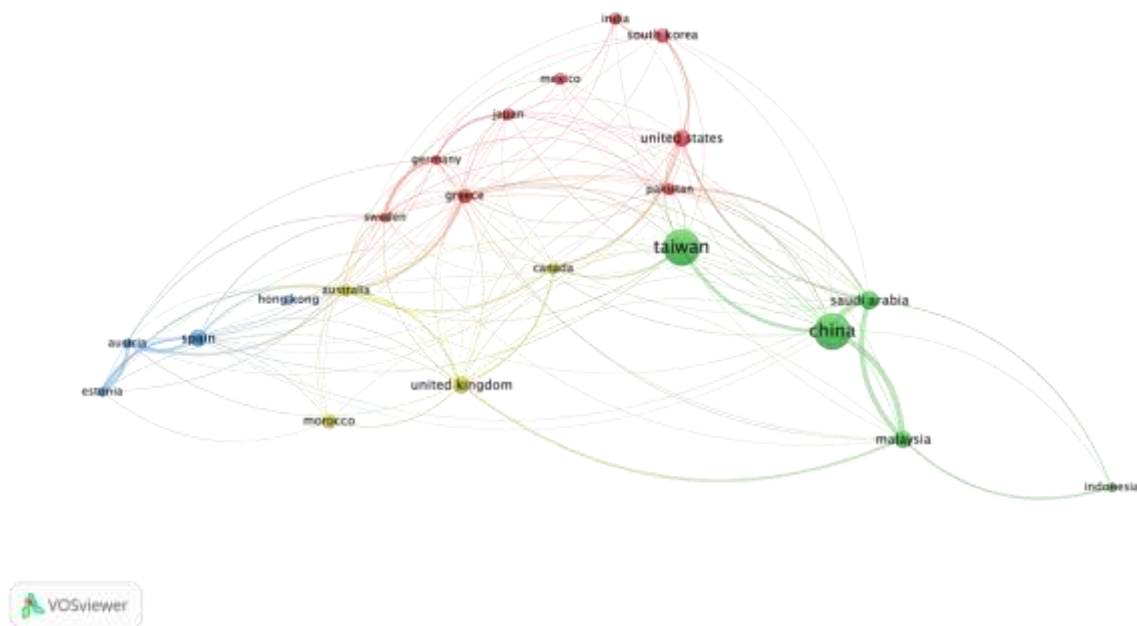 india
south korea
mexico
japan
united states
germany
pakistan
greece
sweden
taiwan
canada
australia
hong kong
saudi arabia
china
spain
austria
united kingdom
estonia
morocco
malaysia
indonesia
VOSviewer